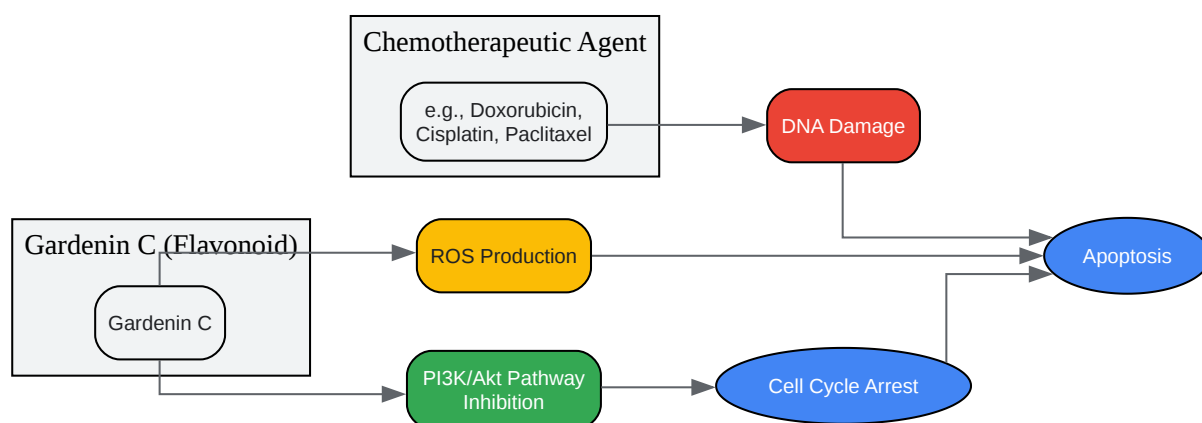 Chemotherapeutic Agent
e.g., Doxorubicin,
Cisplatin, Paclitaxel
DNA Damage
Gardenin C (Flavonoid)
ROS Production
Apoptosis
Gardenin C
PI3K/Akt Pathway
Inhibition
Cell Cycle Arrest